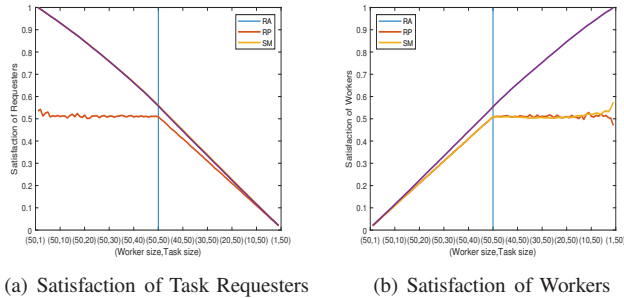 1
0.9
0.8
0.7
0.6
0.5
0.4
0.3
0.2
0.1
0
Satisfaction of Requesters
RA
RP
SM
(50,1) (50,10) (50,20) (50,30) (50,40) (50,50) (40,50) (30,50) (20,50) (10,50) (1,50)
(Worker size,Task size)
(a) Satisfaction of Task Requesters
1
0.9
0.8
0.7
0.6
0.5
0.4
0.3
0.2
0.1
0
Satisfaction of Workers
RA
RP
SM
(50,1) (50,10) (50,20) (50,30) (50,40) (50,50) (40,50) (30,50) (20,50) (10,50) (1,50)
(Worker size,Task size)
(b) Satisfaction of Workers